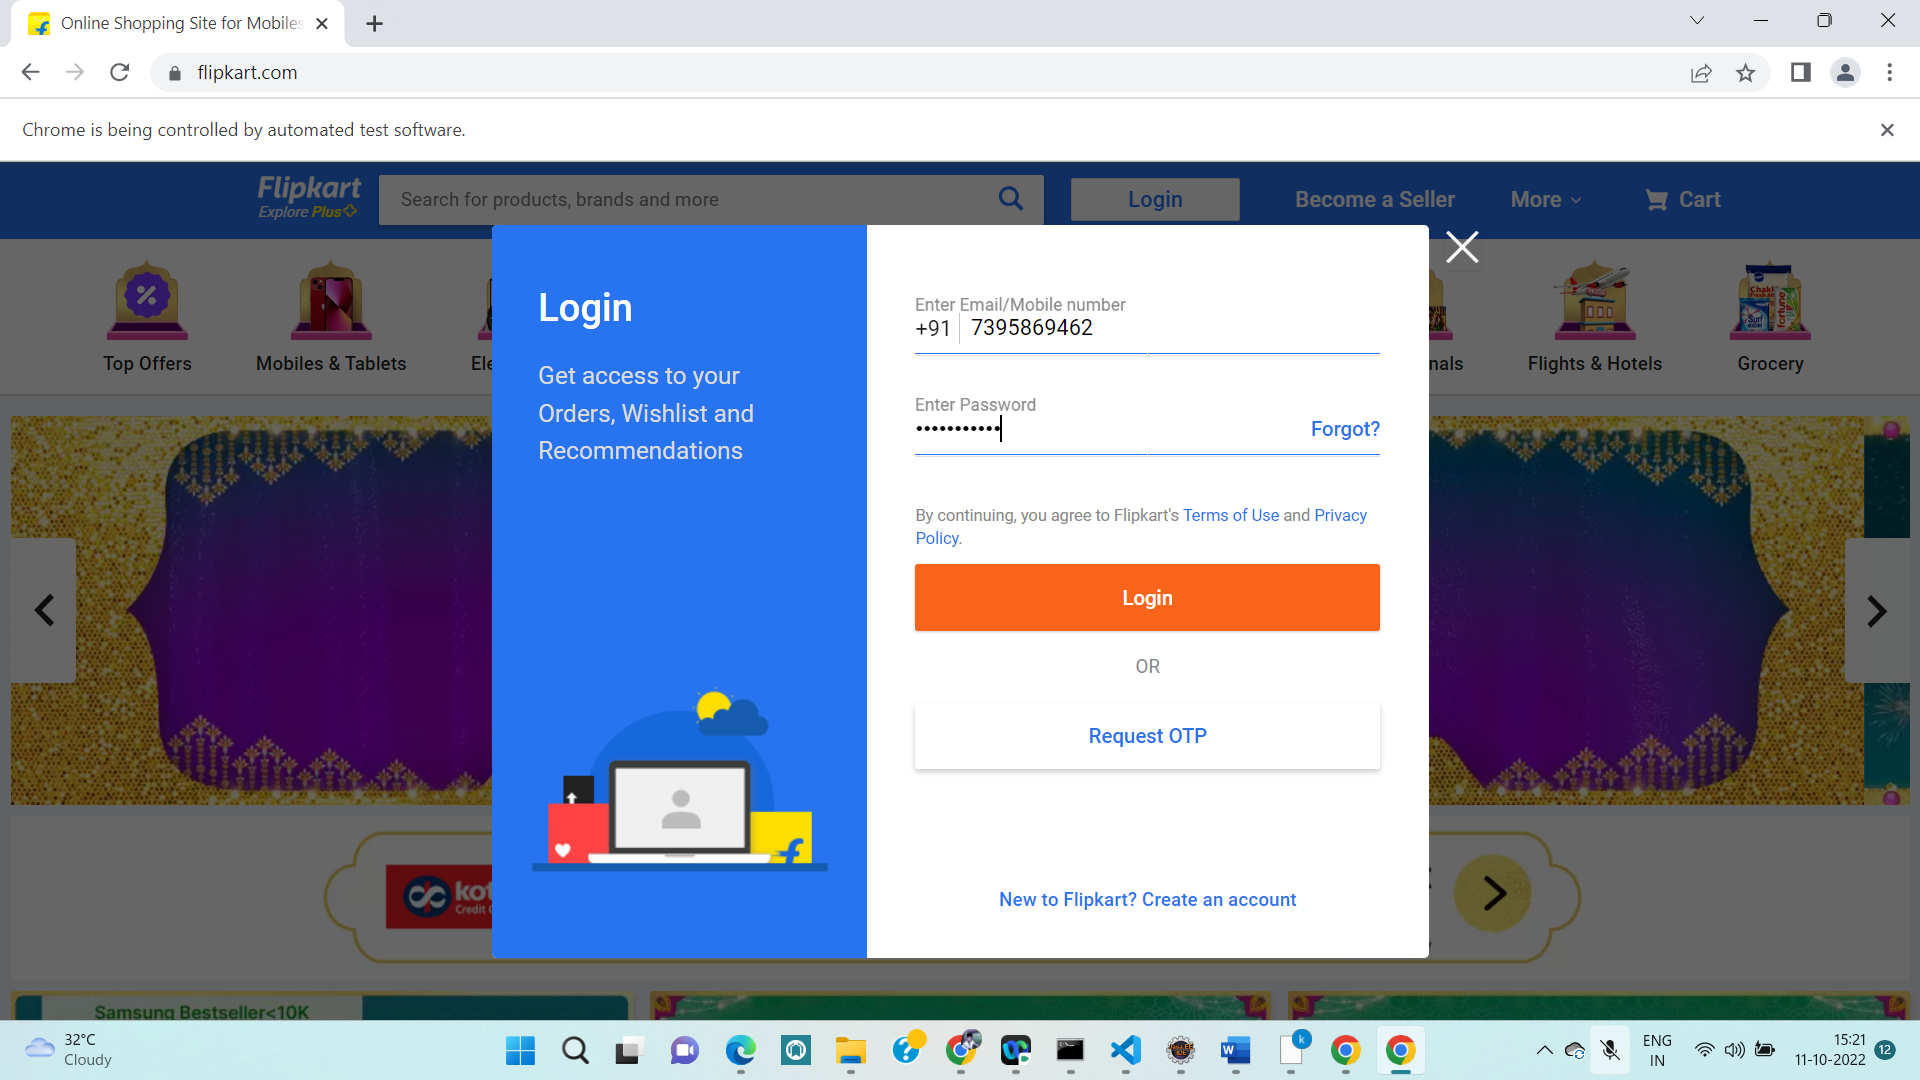 Online Shopping Site for Mobiles
flipkart.com
Chrome is being controlled by automated test software.
Flipkart
Explore Plus
Search for products, brands and more
Login
Become a Seller
More
Cart
Top Offers
Mobiles & Tablets
Ele
nals
Flights & Hotels
Grocery
Login
Get access to your
Orders, Wishlist and
Recommendations
Enter Email/Mobile number
+91 7395869462
Enter Password
•••••••••••
Forgot?
By continuing, you agree to Flipkart's Terms of Use and Privacy
Policy.
Login
OR
Request OTP
New to Flipkart? Create an account
kot
Credit C
Samsung Bestseller<10K
32°C
Cloudy
ENG
IN
15:21
11-10-2022
12